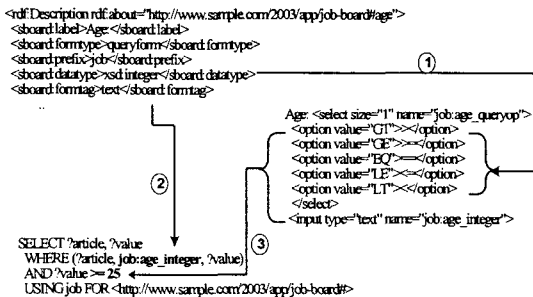 <rdf:Description rdf:about="http://www.sample.com/2003/app/job-board#age">
<sboard:label>Age:</sboard:label>
<sboard:formtype>queryform</sboard:formtype>
<sboard:prefix>job</sboard:prefix>
<sboard:datatype>xsd:integer</sboard:datatype>
<sboard:formtag>text</sboard:formtag>
..
1
Age: <select size="1" name="job:age_queryop">
<option value="GT">></option>
<option value="GE">>=</option>
<option value="EQ">==</option>
<option value="LE"><=</option>
<option value="LT"><</option>
</select>
<input type="text" name="job:age_integer">
2
3
SELECT ?article, ?value
WHERE (?article, job:age_integer, ?value)
AND ?value >= 25
USING job FOR <http://www.sample.com/2003/app/job-board#>